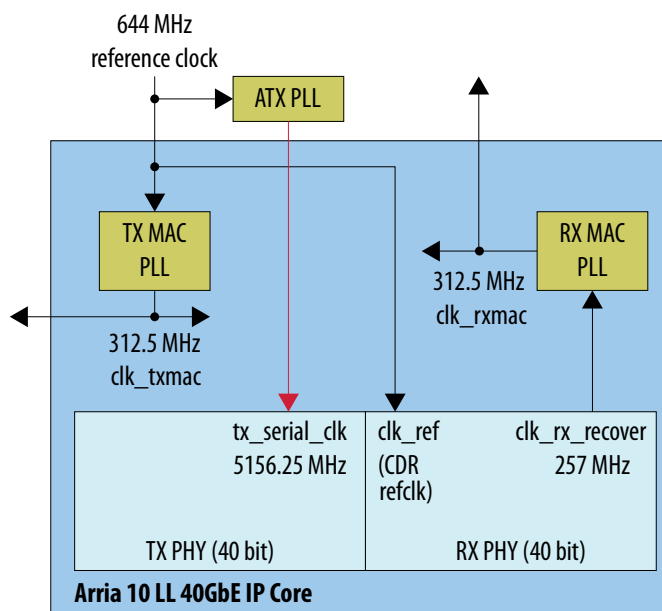 644 MHz
reference clock
ATX PLL
TX MAC
PLL
RX MAC
PLL
312.5 MHz
clk_rxmac
312.5 MHz
clk_txmac
tx_serial_clk
5156.25 MHz
clk_ref
(CDR
refclk)
clk_rx_recover
257 MHz
TX PHY (40 bit)
RX PHY (40 bit)
Arria 10 LL 40GbE IP Core